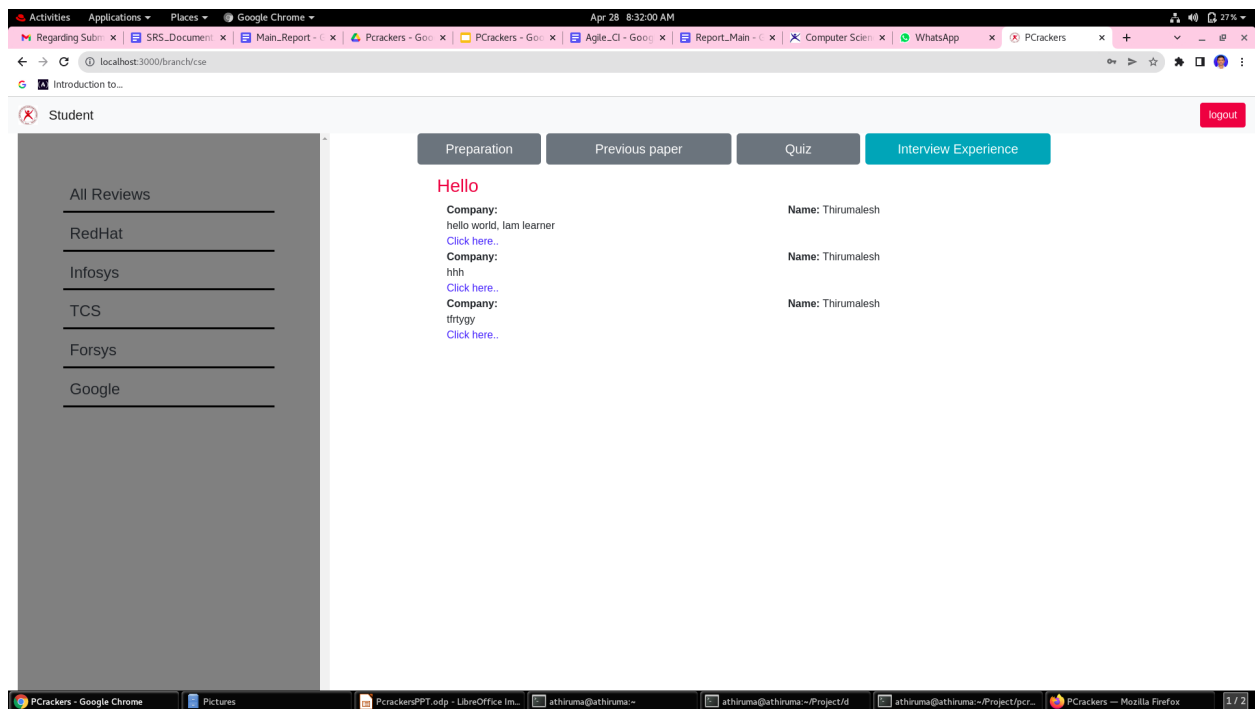 Activities Applications Places Google Chrome Apr 28 8:32:00 AM 27%
Regarding Subm SRS_Document Main_Report - Pcrackers - Goo PCrackers - Goo Agile_CI - Goog Report_Main - Computer Scien WhatsApp PCrackers
localhost:3000/branch/cse
Introduction to...
Student logout
Preparation Previous paper Quiz Interview Experience
All Reviews
RedHat
Infosys
TCS
Forsys
Google
Hello
Company: Name: Thirumalesh
hello world, Iam learner
Click here..
Company: Name: Thirumalesh
hhh
Click here..
Company: Name: Thirumalesh
tfrtygy
Click here..
PCrackers - Google Chrome Pictures PcrackersPPT.odp - LibreOffice Im... athiruma@athiruma:~ athiruma@athiruma:~/Project/d athiruma@athiruma:~/Project/pcr... PCrackers — Mozilla Firefox 1 / 2